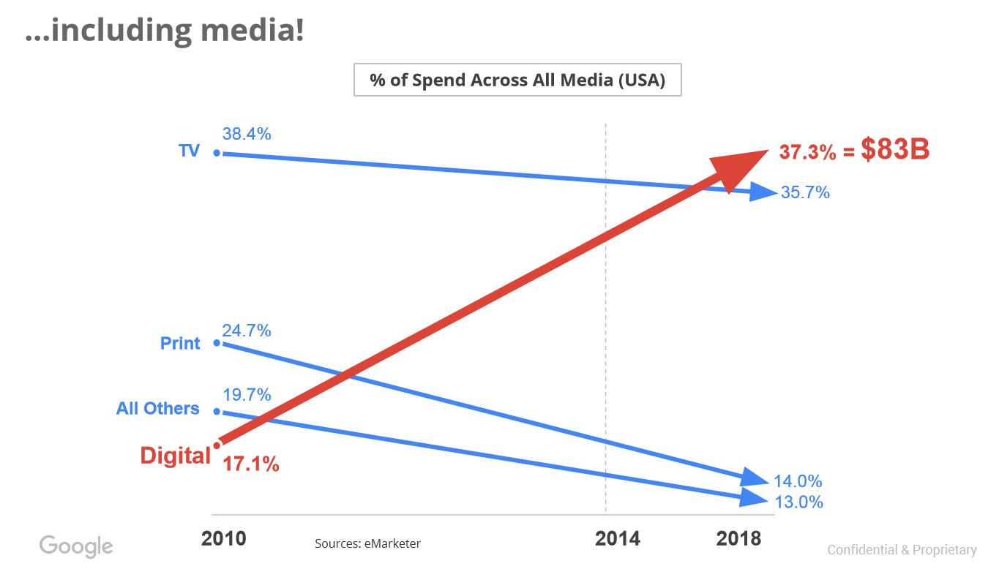 ...including media!
% of Spend Across All Media (USA)
38.4%
TV
37.3% = $83B
35.7%
24.7%
Print
19.7%
All Others
Digital
17.1%
14.0%
13.0%
2010
2014
2018
Google
Sources: eMarketer
Confidential & Proprietary